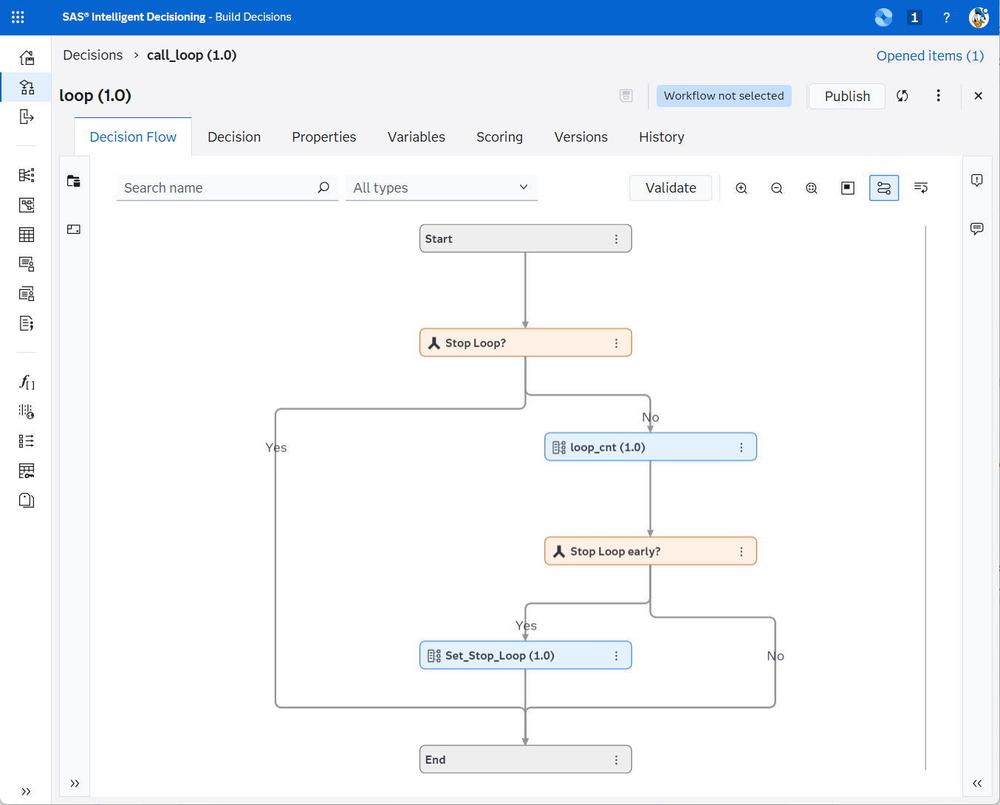 SAS® Intelligent Decisioning - Build Decisions
1
?
Decisions > call_loop (1.0)
Opened items (1)
loop (1.0)
Workflow not selected
Publish
Decision Flow
Decision
Properties
Variables
Scoring
Versions
History
Search name
All types
Validate
Start
Stop Loop?
No
Yes
loop_cnt (1.0)
Stop Loop early?
Yes
Set_Stop_Loop (1.0)
No
End